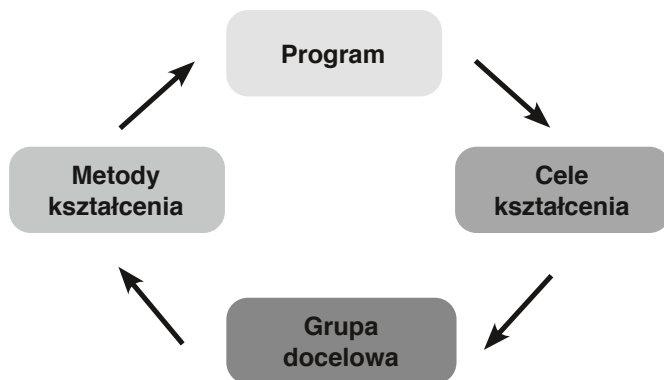 Program
Metody
kształcenia
Cele
kształcenia
Grupa
docelowa